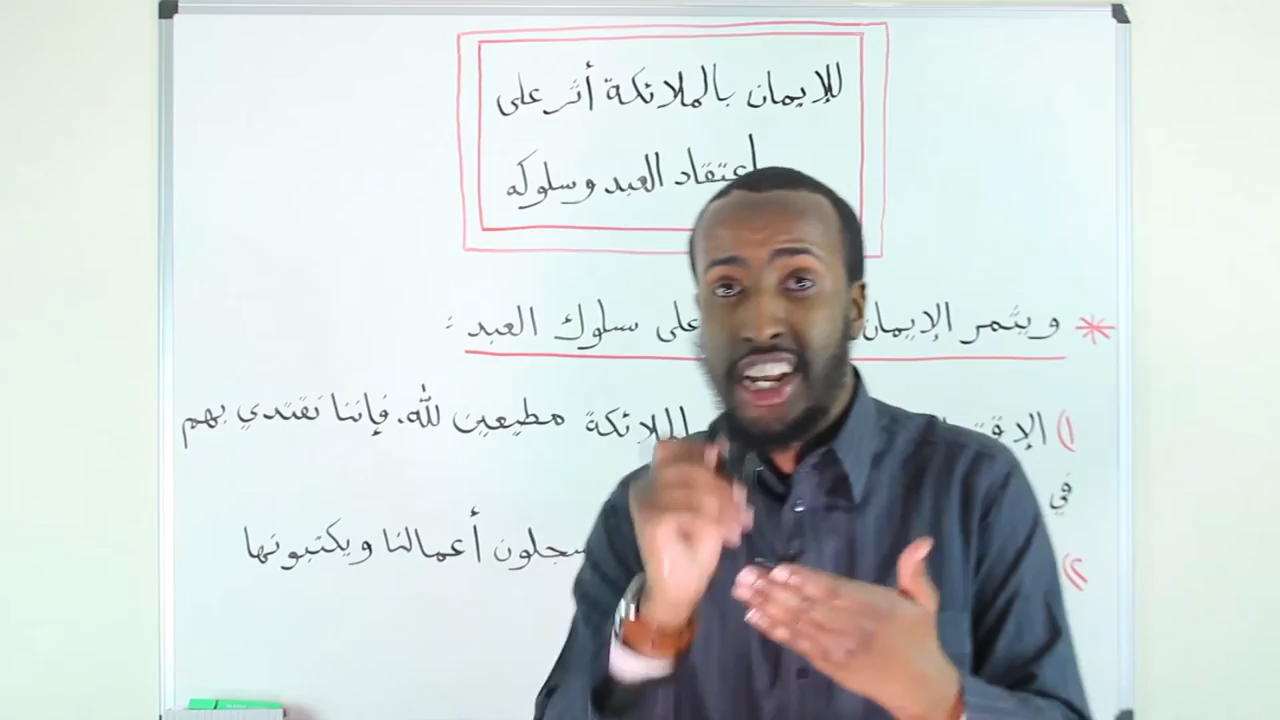 للإيمان بالملائكة أثر على
اعتقاد العبد وسلوكه
* ويثمر الإيمان على سلوك العبد :
١) الملائكة مطيعين لله. فإننا نقتدي بهم
في
٢) أعمالنا ويكتبونها